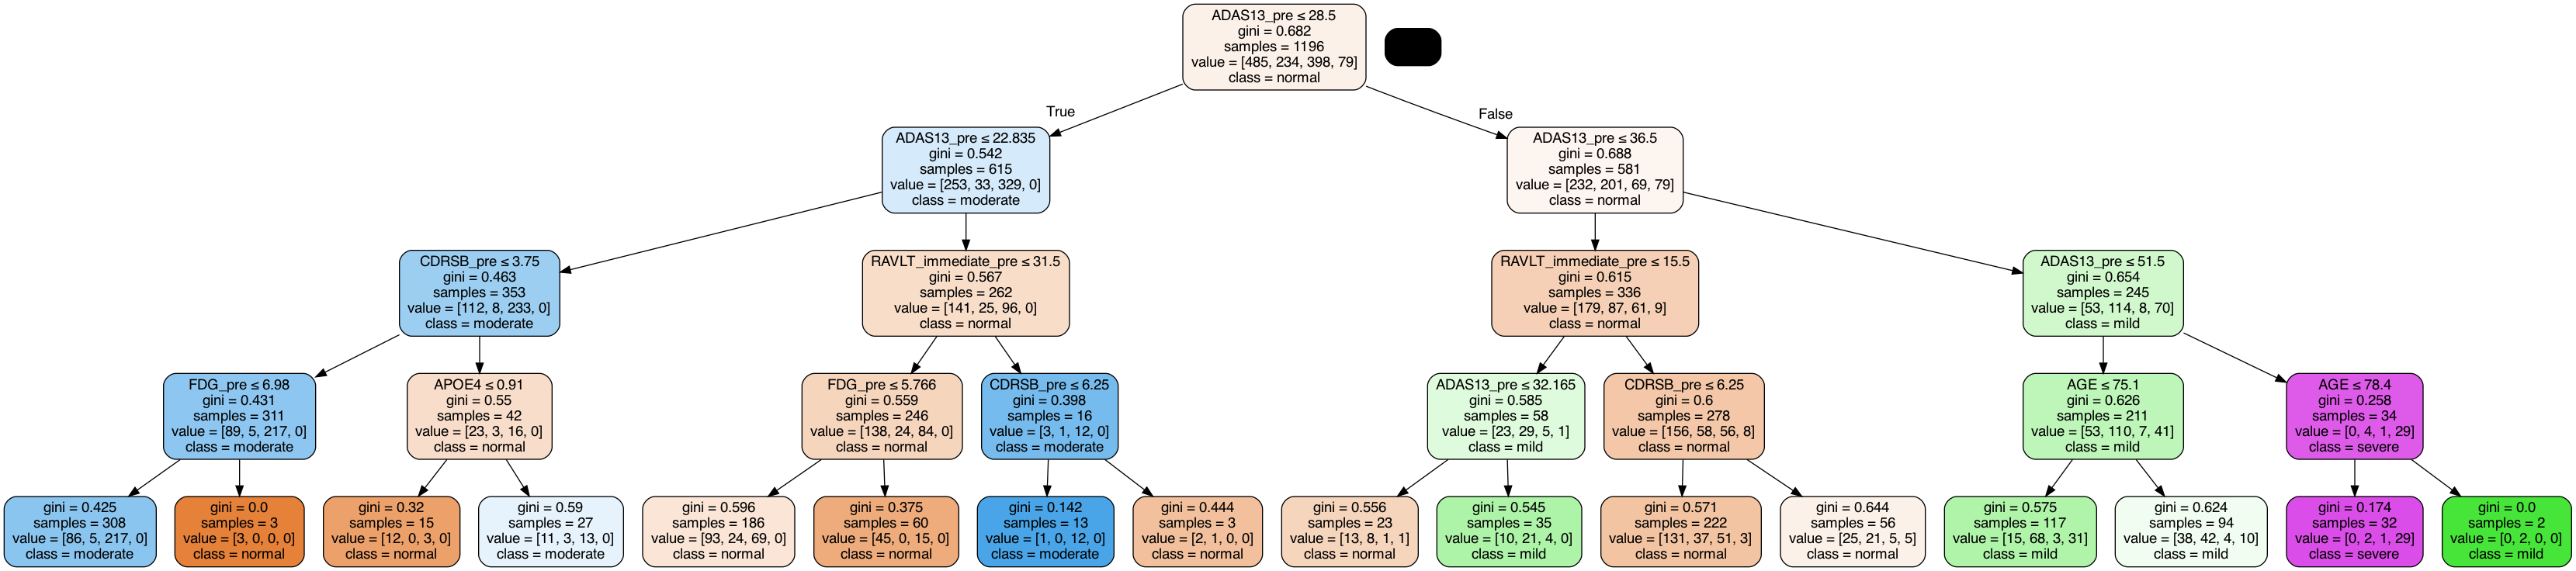 ADAS13_pre ≤ 28.5
gini = 0.682
samples = 1196
value = [485, 234, 398, 79]
class = normal
True
False
ADAS13_pre ≤ 22.835
gini = 0.542
samples = 615
value = [253, 33, 329, 0]
class = moderate
ADAS13_pre ≤ 36.5
gini = 0.688
samples = 581
value = [232, 201, 69, 79]
class = normal
CDRSB_pre ≤ 3.75
gini = 0.463
samples = 353
value = [112, 8, 233, 0]
class = moderate
RAVLT_immediate_pre ≤ 31.5
gini = 0.567
samples = 262
value = [141, 25, 96, 0]
class = normal
RAVLT_immediate_pre ≤ 15.5
gini = 0.615
samples = 336
value = [179, 87, 61, 9]
class = normal
ADAS13_pre ≤ 51.5
gini = 0.654
samples = 245
value = [53, 114, 8, 70]
class = mild
FDG_pre ≤ 6.98
gini = 0.431
samples = 311
value = [89, 5, 217, 0]
class = moderate
APOE4 ≤ 0.91
gini = 0.55
samples = 42
value = [23, 3, 16, 0]
class = normal
FDG_pre ≤ 5.766
gini = 0.559
samples = 246
value = [138, 24, 84, 0]
class = normal
CDRSB_pre ≤ 6.25
gini = 0.398
samples = 16
value = [3, 1, 12, 0]
class = moderate
ADAS13_pre ≤ 32.165
gini = 0.585
samples = 58
value = [23, 29, 5, 1]
class = mild
CDRSB_pre ≤ 6.25
gini = 0.6
samples = 278
value = [156, 58, 56, 8]
class = normal
AGE ≤ 75.1
gini = 0.626
samples = 211
value = [53, 110, 7, 41]
class = mild
AGE ≤ 78.4
gini = 0.258
samples = 34
value = [0, 4, 1, 29]
class = severe
gini = 0.425
samples = 308
value = [86, 5, 217, 0]
class = moderate
gini = 0.0
samples = 3
value = [3, 0, 0, 0]
class = normal
gini = 0.32
samples = 15
value = [12, 0, 3, 0]
class = normal
gini = 0.59
samples = 27
value = [11, 3, 13, 0]
class = moderate
gini = 0.596
samples = 186
value = [93, 24, 69, 0]
class = normal
gini = 0.375
samples = 60
value = [45, 0, 15, 0]
class = normal
gini = 0.142
samples = 13
value = [1, 0, 12, 0]
class = moderate
gini = 0.444
samples = 3
value = [2, 1, 0, 0]
class = normal
gini = 0.556
samples = 23
value = [13, 8, 1, 1]
class = normal
gini = 0.545
samples = 35
value = [10, 21, 4, 0]
class = mild
gini = 0.571
samples = 222
value = [131, 37, 51, 3]
class = normal
gini = 0.644
samples = 56
value = [25, 21, 5, 5]
class = normal
gini = 0.575
samples = 117
value = [15, 68, 3, 31]
class = mild
gini = 0.624
samples = 94
value = [38, 42, 4, 10]
class = mild
gini = 0.174
samples = 32
value = [0, 2, 1, 29]
class = severe
gini = 0.0
samples = 2
value = [0, 2, 0, 0]
class = mild